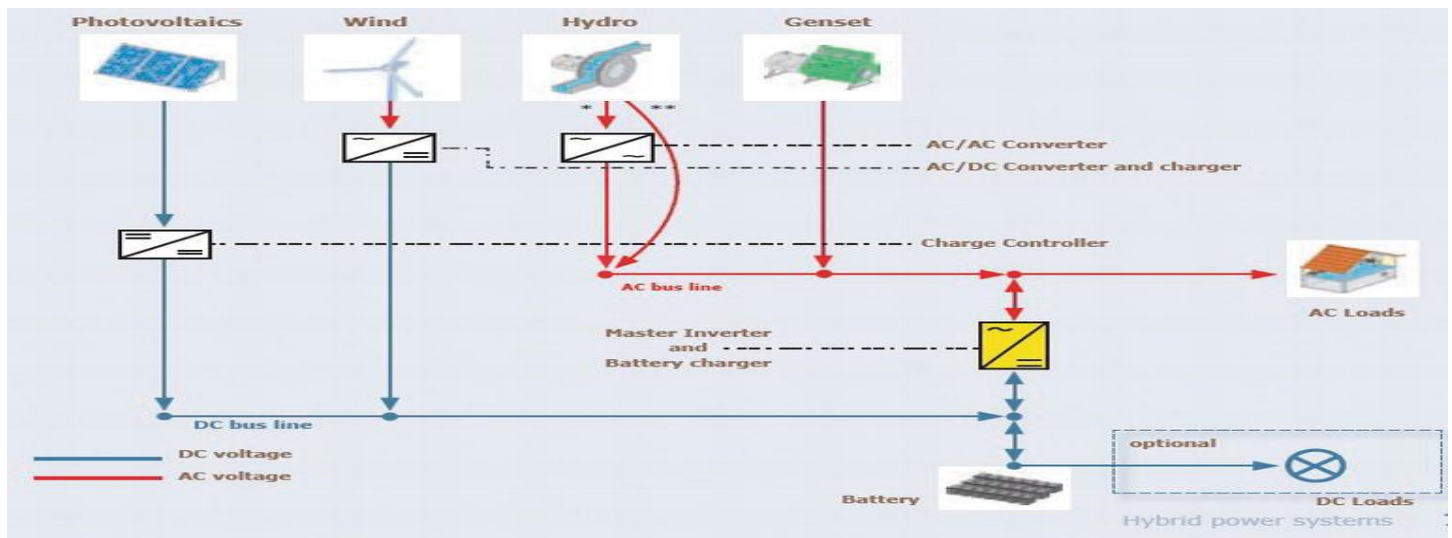 Photovoltaics
Wind
Hydro
Genset
*
**
AC/AC Converter
AC/DC Converter and charger
Charge Controller
AC bus line
AC Loads
Master Inverter
and
Battery charger
DC bus line
DC voltage
AC voltage
optional
Battery
DC Loads
Hybrid power systems